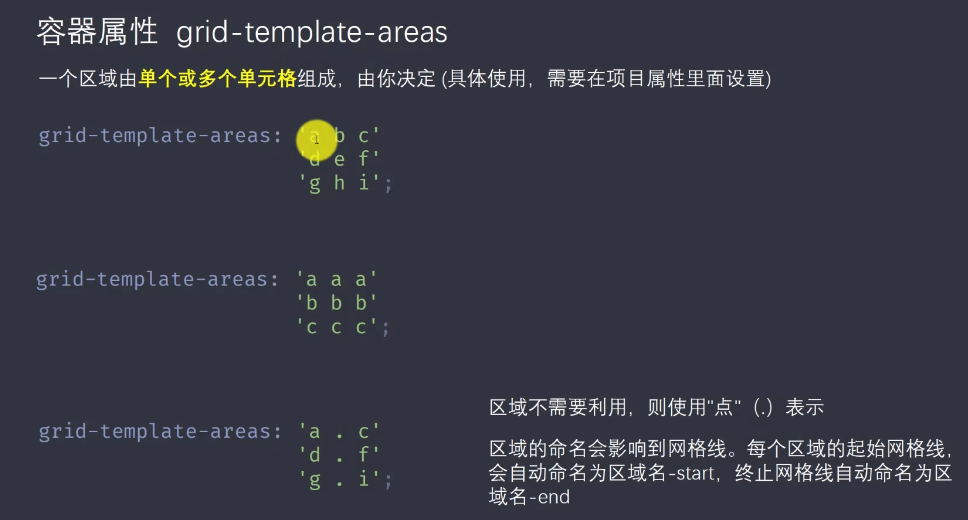 容器属性 grid-template-areas
一个区域由单个或多个单元格组成，由你决定 (具体使用，需要在项目属性里面设置)
grid-template-areas: 'a b c'
'd e f'
'g h i';
grid-template-areas: 'a a a'
'b b b'
'c c c';
区域不需要利用，则使用"点"（.）表示
grid-template-areas: 'a . c'
'd . f'
'g . i';
区域的命名会影响到网格线。每个区域的起始网格线，
会自动命名为区域名-start，终止网格线自动命名为区
域名-end